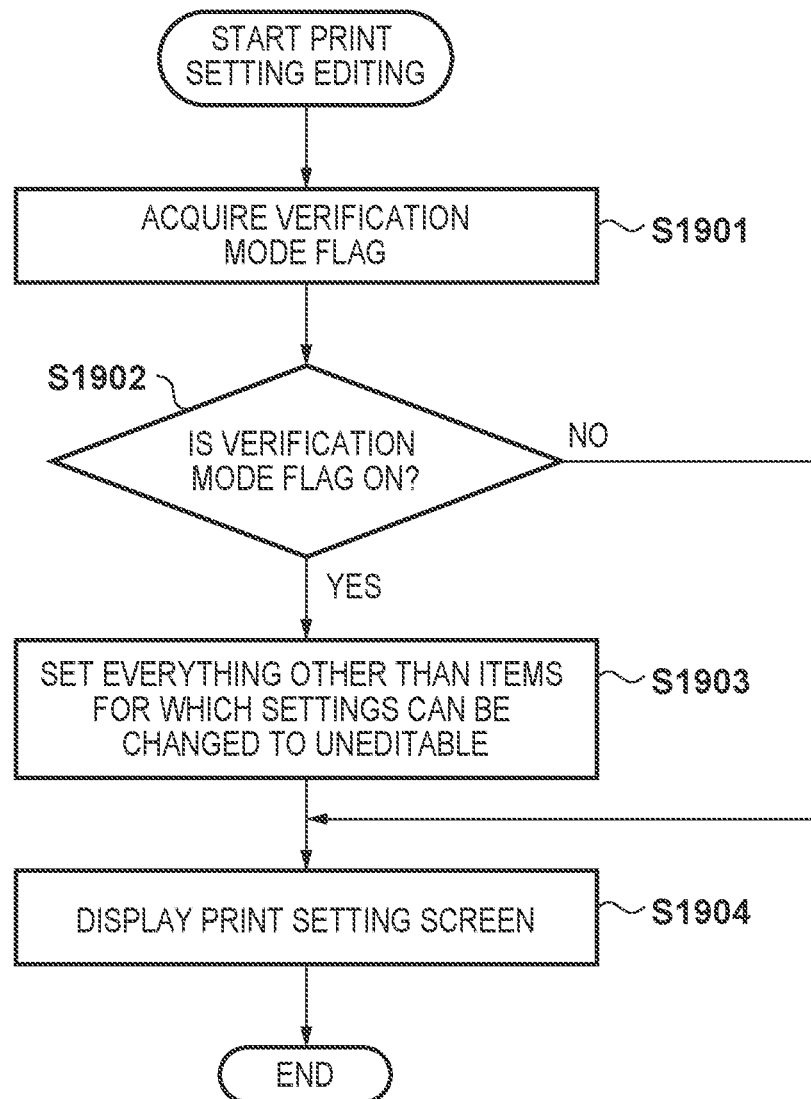 START PRINT
SETTING EDITING
ACQUIRE VERIFICATION
MODE FLAG
S1901
S1902
IS VERIFICATION
MODE FLAG ON?
NO
YES
SET EVERYTHING OTHER THAN ITEMS
FOR WHICH SETTINGS CAN BE
CHANGED TO UNEDITABLE
S1903
DISPLAY PRINT SETTING SCREEN
S1904
END